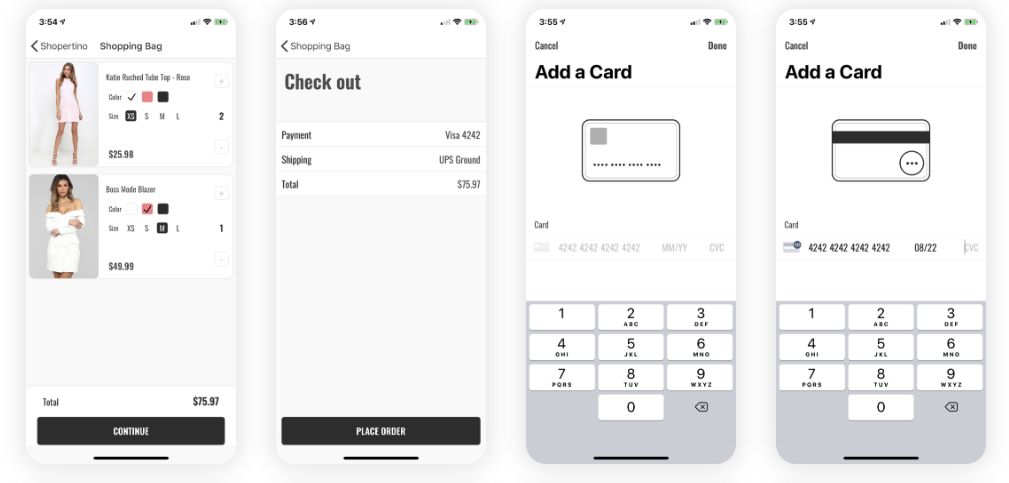 3:54
Shopertino Shopping Bag
Katie Ruched Tube Top - Rose
+
Color
Size XS S M L 2
-
$25.98
Boss Mode Blazer
+
Color
Size XS S M L 1
-
$49.99
Total $75.97
CONTINUE
3:56
Shopping Bag
Check out
Payment Visa 4242
Shipping UPS Ground
Total $75.97
PLACE ORDER
3:55
Cancel Done
Add a Card
Card
4242 4242 4242 4242 MM/YY CVC
1 2 3
ABC DEF
4 5 6
GHI JKL MNO
7 8 9
PQRS TUV WXYZ
0
3:55
Cancel Done
Add a Card
Card
4242 4242 4242 4242 08/22 CVC
1 2 3
ABC DEF
4 5 6
GHI JKL MNO
7 8 9
PQRS TUV WXYZ
0